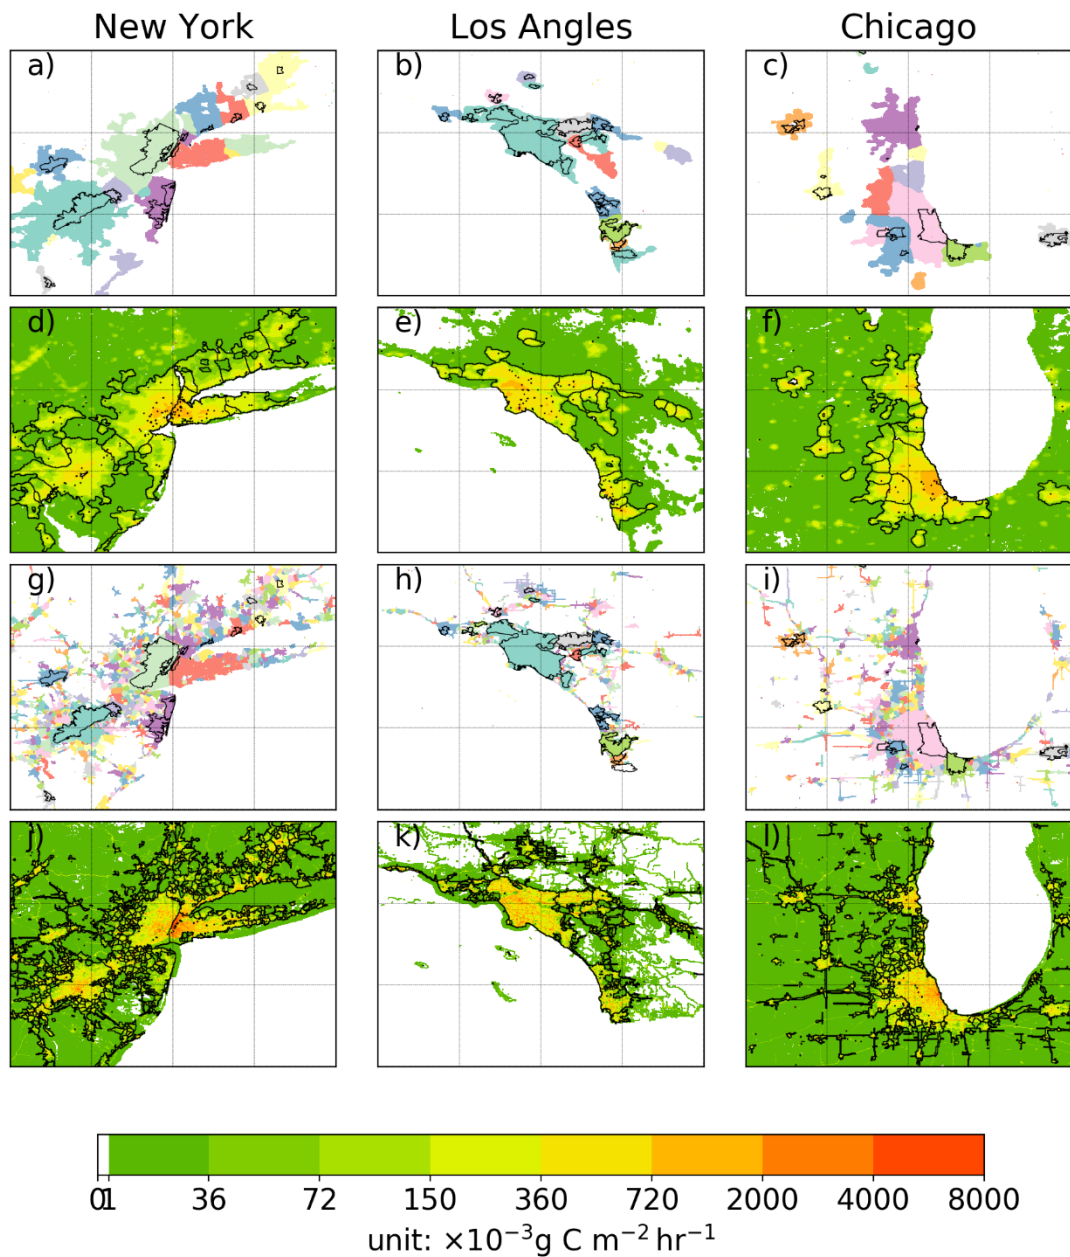 New York Los Angles Chicago
a) b) c)
d) e) f)
g) h) i)
j) k) l)
0 1 36 72 150 360 720 2000 4000 8000
unit: ×10⁻³g C m⁻² hr⁻¹